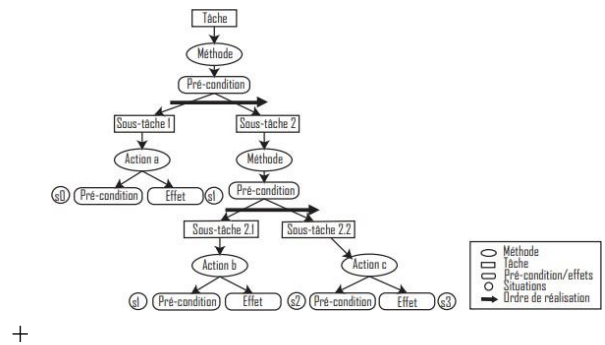 Tâche
Méthode
Pré-condition
Sous-tâche 1 Sous-tâche 2
Action a Méthode
s0 Pré-condition Effet s1 Pré-condition
Sous-tâche 2.1 Sous-tâche 2.2
Action b Action c
s1 Pré-condition Effet s2 Pré-condition Effet s3
Méthode
Tâche
Pré-condition/effets
Situations
Ordre de réalisation
+